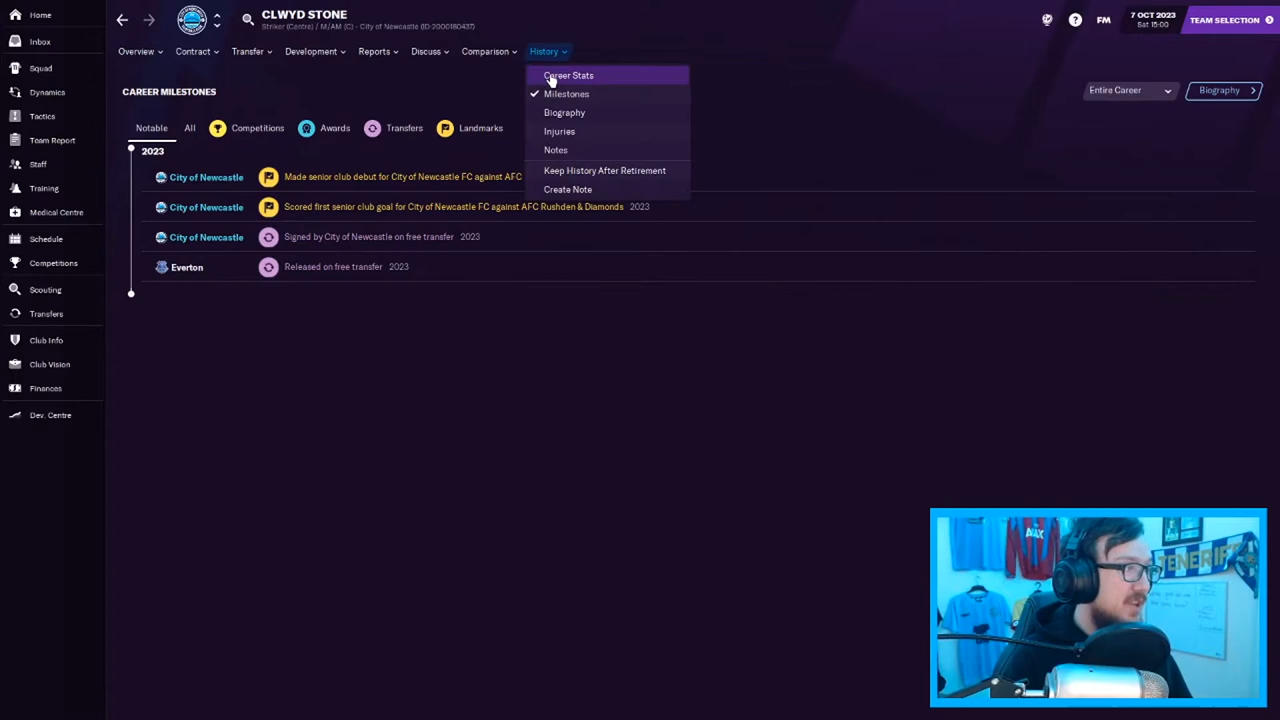 Home
CLWYD STONE
Striker (Centre) / M/AM (C) - City of Newcastle (ID:2000180437)
FM
7 OCT 2023
Sat 15:00
TEAM SELECTION
Inbox
Squad
Dynamics
Tactics
Team Report
Staff
Training
Medical Centre
Schedule
Competitions
Scouting
Transfers
Club Info
Club Vision
Finances
Dev. Centre
Overview
Contract
Transfer
Development
Reports
Discuss
Comparison
History
Career Stats
Milestones
Biography
Injuries
Notes
Keep History After Retirement
Create Note
CAREER MILESTONES
Entire Career
Biography
Notable
All
Competitions
Awards
Transfers
Landmarks
2023
City of Newcastle Made senior club debut for City of Newcastle FC against AFC
City of Newcastle Scored first senior club goal for City of Newcastle FC against AFC Rushden & Diamonds 2023
City of Newcastle Signed by City of Newcastle on free transfer 2023
Everton Released on free transfer 2023
TENERIF